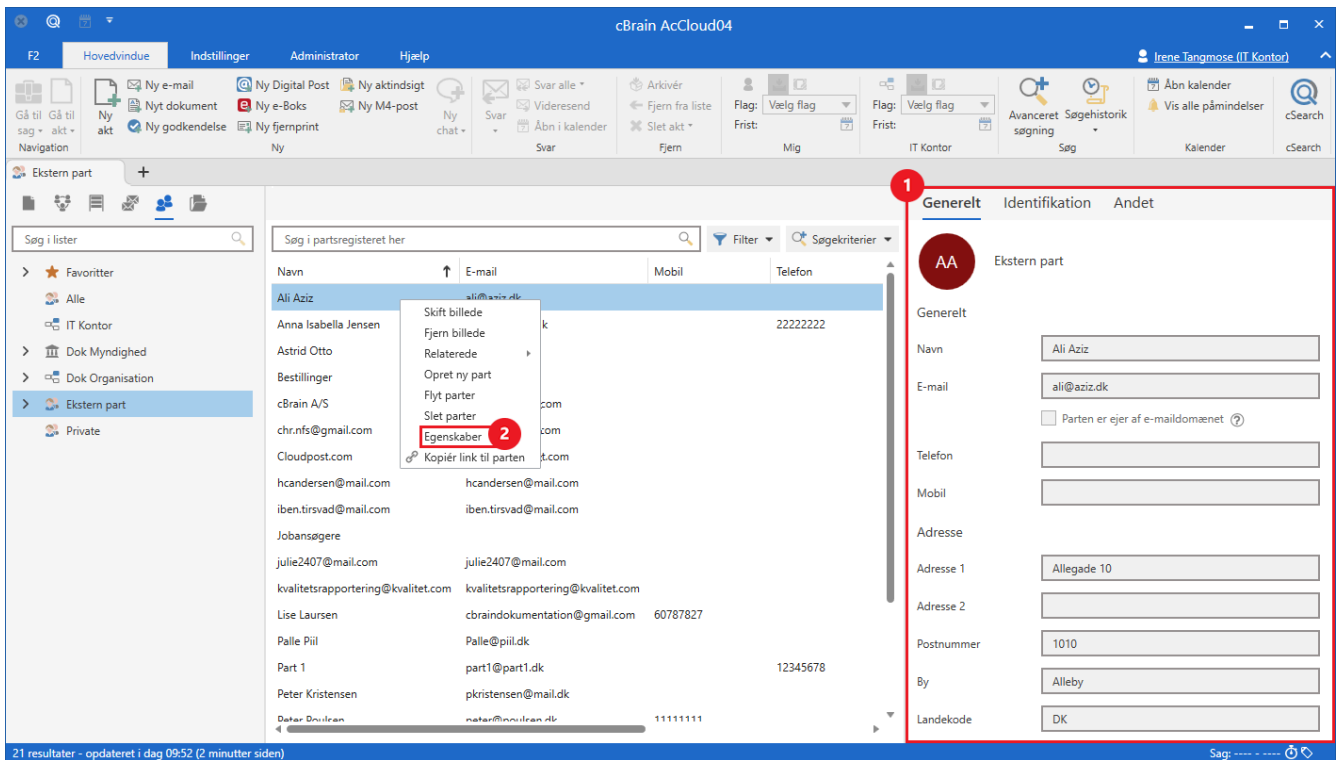 cBrain AcCloud04
F2 Hovedvindue Indstillinger Administrator Hjælp Irene Tangmose (IT Kontor)
Gå til sag Gå til akt
Navigation
Ny akt
Ny e-mail
Nyt dokument
Ny godkendelse
Ny Digital Post
Ny e-Boks
Ny fjernprint
Ny aktindsigt
Ny M4-post
Ny chat
Ny
Svar
Svar alle
Videresend
Åbn i kalender
Svar
Arkivér
Fjern fra liste
Slet akt
Fjern
Flag: Vælg flag
Frist:
Mig
Flag: Vælg flag
Frist:
IT Kontor
Avanceret søgning
Søgehistorik
Søg
Åbn kalender
Vis alle påmindelser
Kalender
cSearch
cSearch
Ekstern part +
Søg i lister
Favoritter
Alle
IT Kontor
Dok Myndighed
Dok Organisation
Ekstern part
Private
Søg i partsregisteret her Filter Søgekriterier
Navn E-mail Mobil Telefon
Ali Aziz ali@aziz.dk
Anna Isabella Jensen k 22222222
Astrid Otto
Bestillinger
cBrain A/S .com
chr.nfs@gmail.com .com
Cloudpost.com t.com
hcandersen@mail.com hcandersen@mail.com
iben.tirsvad@mail.com iben.tirsvad@mail.com
Jobansøgere
julie2407@mail.com julie2407@mail.com
kvalitetsrapportering@kvalitet.com kvalitetsrapportering@kvalitet.com
Lise Laursen cbraindokumentation@gmail.com 60787827
Palle Piil Palle@piil.dk
Part 1 part1@part1.dk 12345678
Peter Kristensen pkristensen@mail.dk
Peter Poulsen peter@poulsen.dk 11111111
Skift billede
Fjern billede
Relaterede
Opret ny part
Flyt parter
Slet parter
Egenskaber 2
Kopiér link til parten
1
Generelt Identifikation Andet
AA Ekstern part
Generelt
Navn Ali Aziz
E-mail ali@aziz.dk
Parten er ejer af e-maildomænet ?
Telefon
Mobil
Adresse
Adresse 1 Allegade 10
Adresse 2
Postnummer 1010
By Alleby
Landekode DK
21 resultater - opdateret i dag 09:52 (2 minutter siden) Sag: ---- - ----